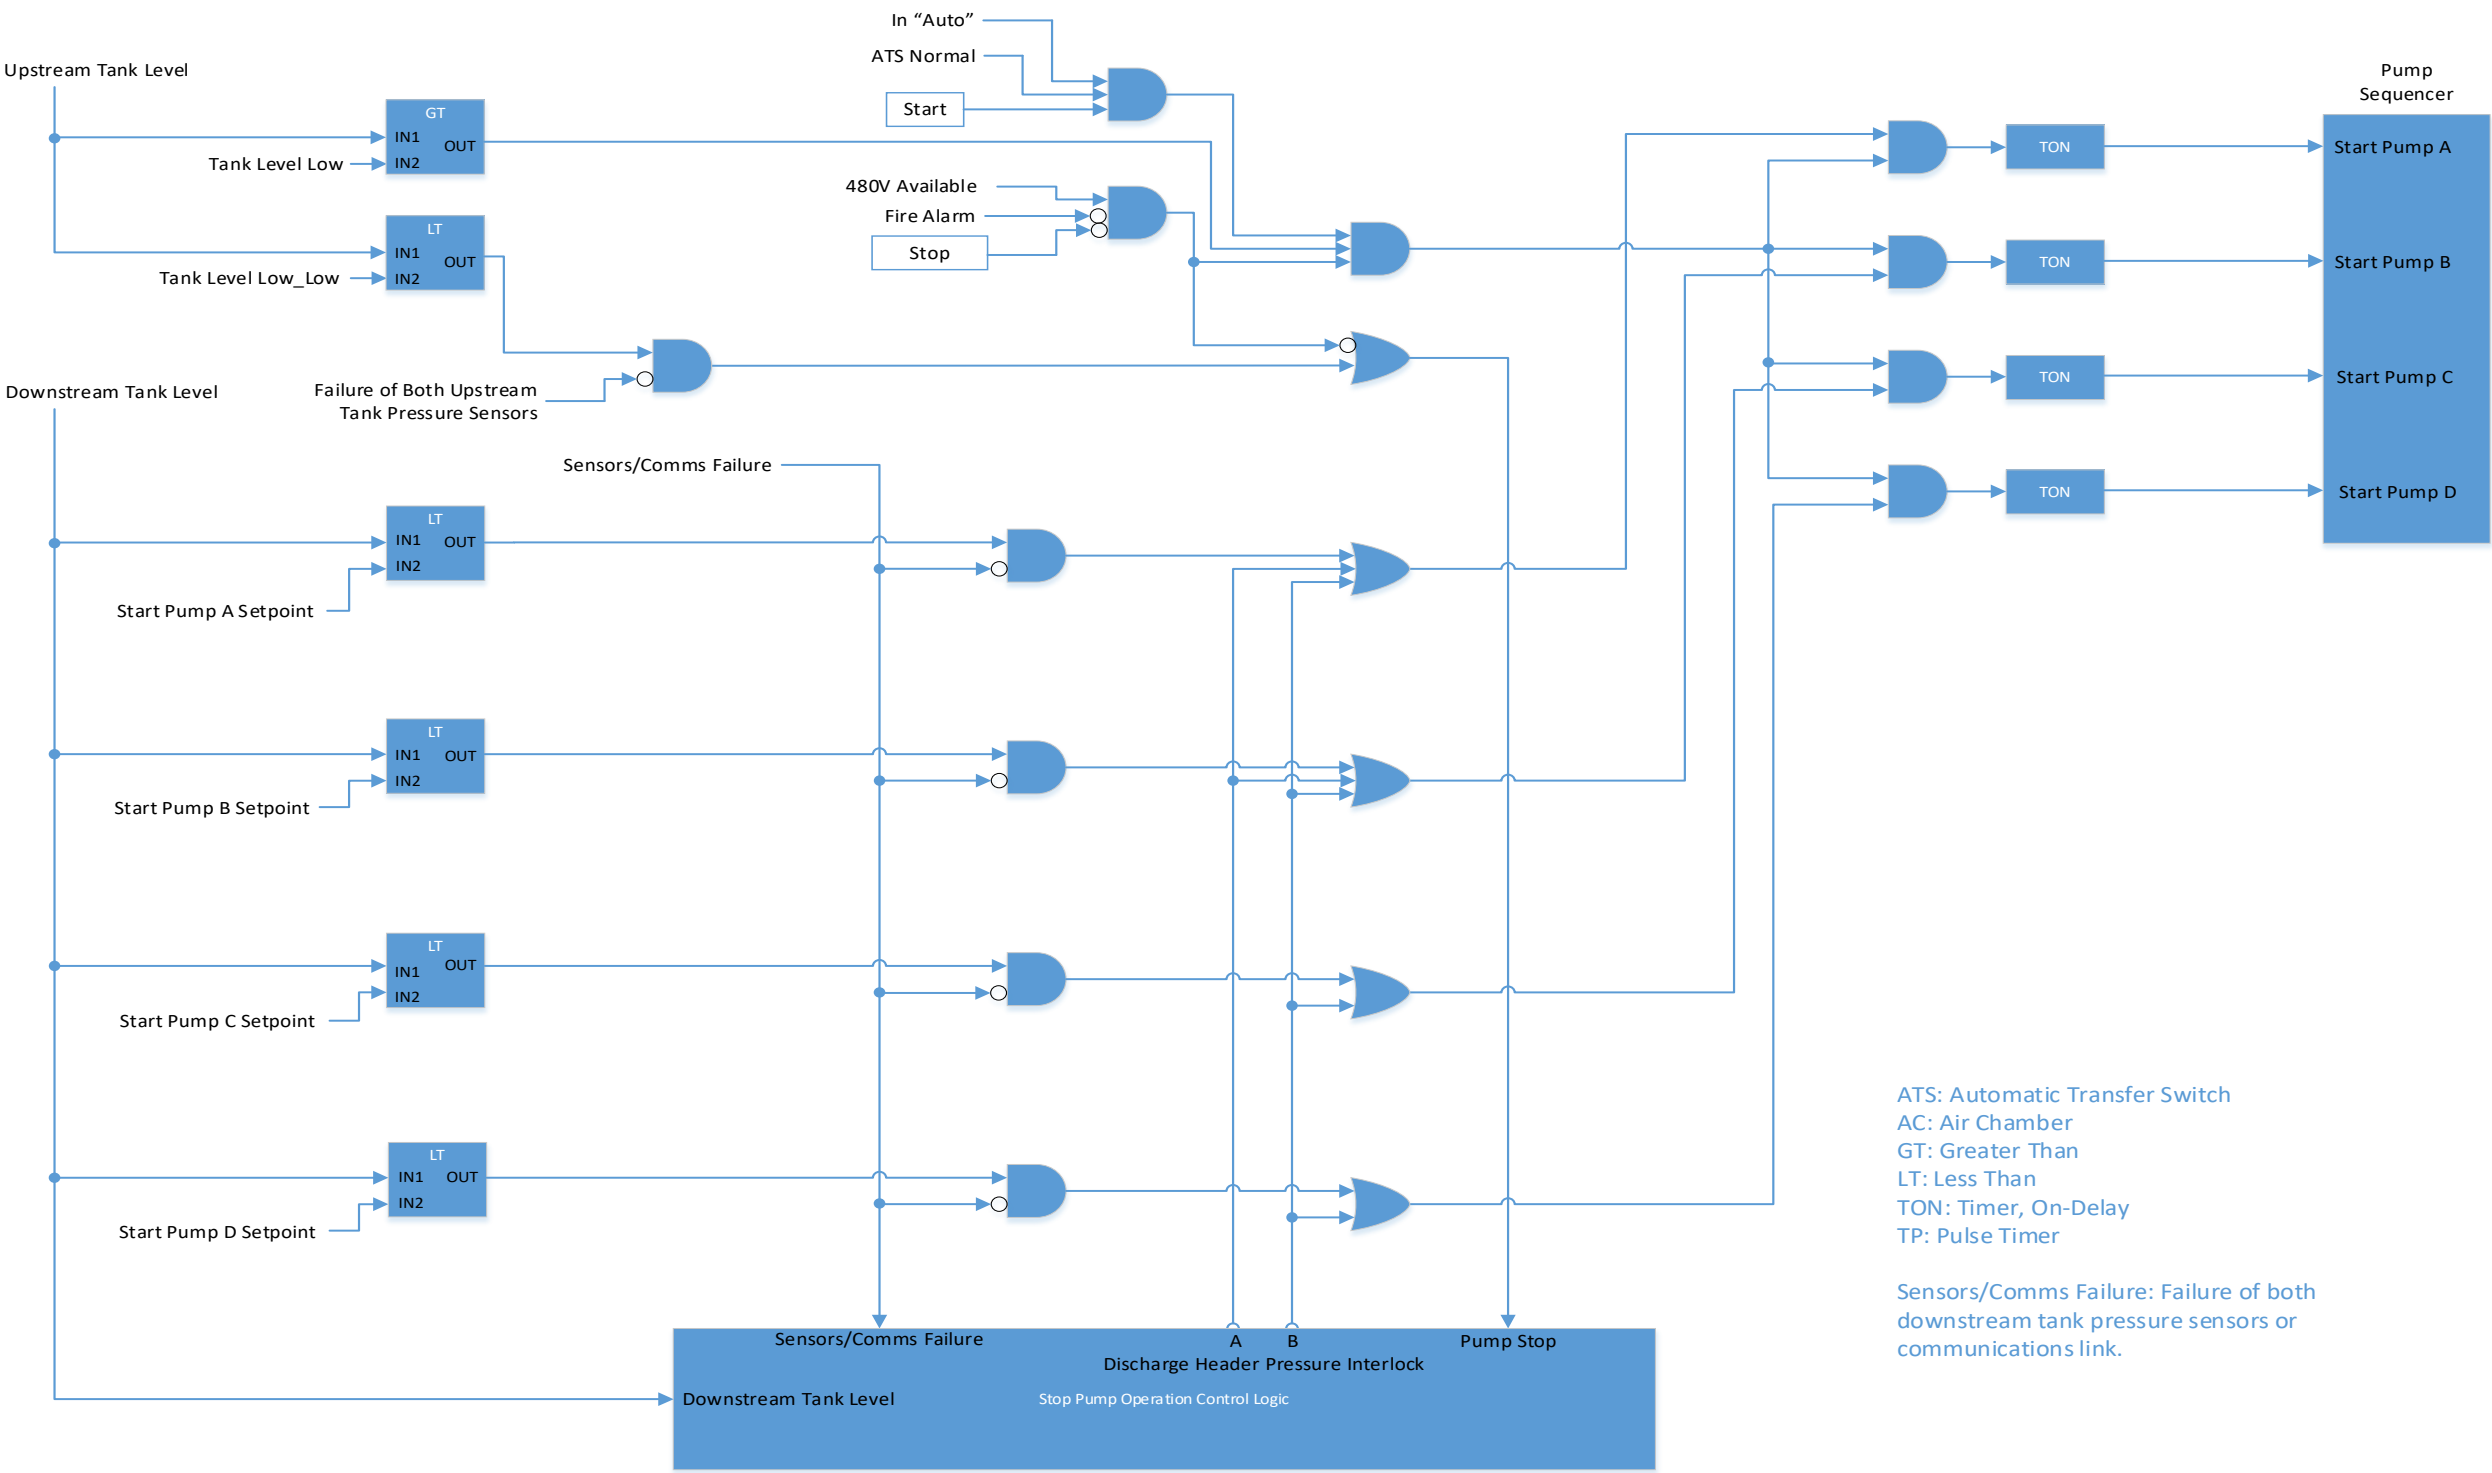 In “Auto”
ATS Normal
Start
Upstream Tank Level
GT
IN1
OUT
IN2
Tank Level Low
480V Available
Fire Alarm
Stop
LT
IN1
OUT
IN2
Tank Level Low_Low
Failure of Both Upstream
Tank Pressure Sensors
Downstream Tank Level
Sensors/Comms Failure
LT
IN1
OUT
IN2
Start Pump A Setpoint
LT
IN1
OUT
IN2
Start Pump B Setpoint
LT
IN1
OUT
IN2
Start Pump C Setpoint
LT
IN1
OUT
IN2
Start Pump D Setpoint
Pump
Sequencer
TON
Start Pump A
TON
Start Pump B
TON
Start Pump C
TON
Start Pump D
Sensors/Comms Failure
A
B
Pump Stop
Discharge Header Pressure Interlock
Downstream Tank Level
Stop Pump Operation Control Logic
ATS: Automatic Transfer Switch
AC: Air Chamber
GT: Greater Than
LT: Less Than
TON: Timer, On-Delay
TP: Pulse Timer
Sensors/Comms Failure: Failure of both
downstream tank pressure sensors or
communications link.